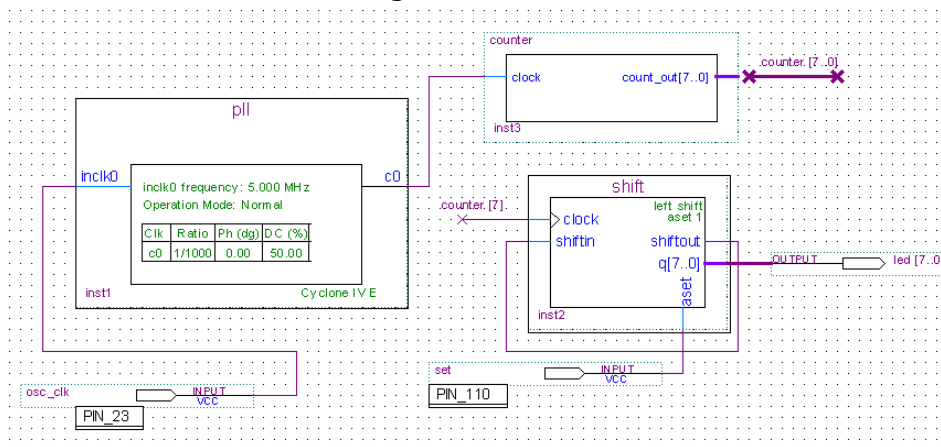 counter
clock
count_out[7..0]
counter.[7..0]
inst3
pll
inclk0
c0
inclk0 frequency: 5.000 MHz
Operation Mode: Normal
Clk Ratio Ph (dg) DC (%)
c0 1/1000 0.00 50.00
inst1
Cyclone IV E
shift
left shift
aset 1
.counter.[7].
clock
shiftin
shiftout
q[7..0]
aset
inst2
OUTPUT
led [7..0
set
INPUT
VCC
PIN_110
osc_clk
INPUT
VCC
PIN_23